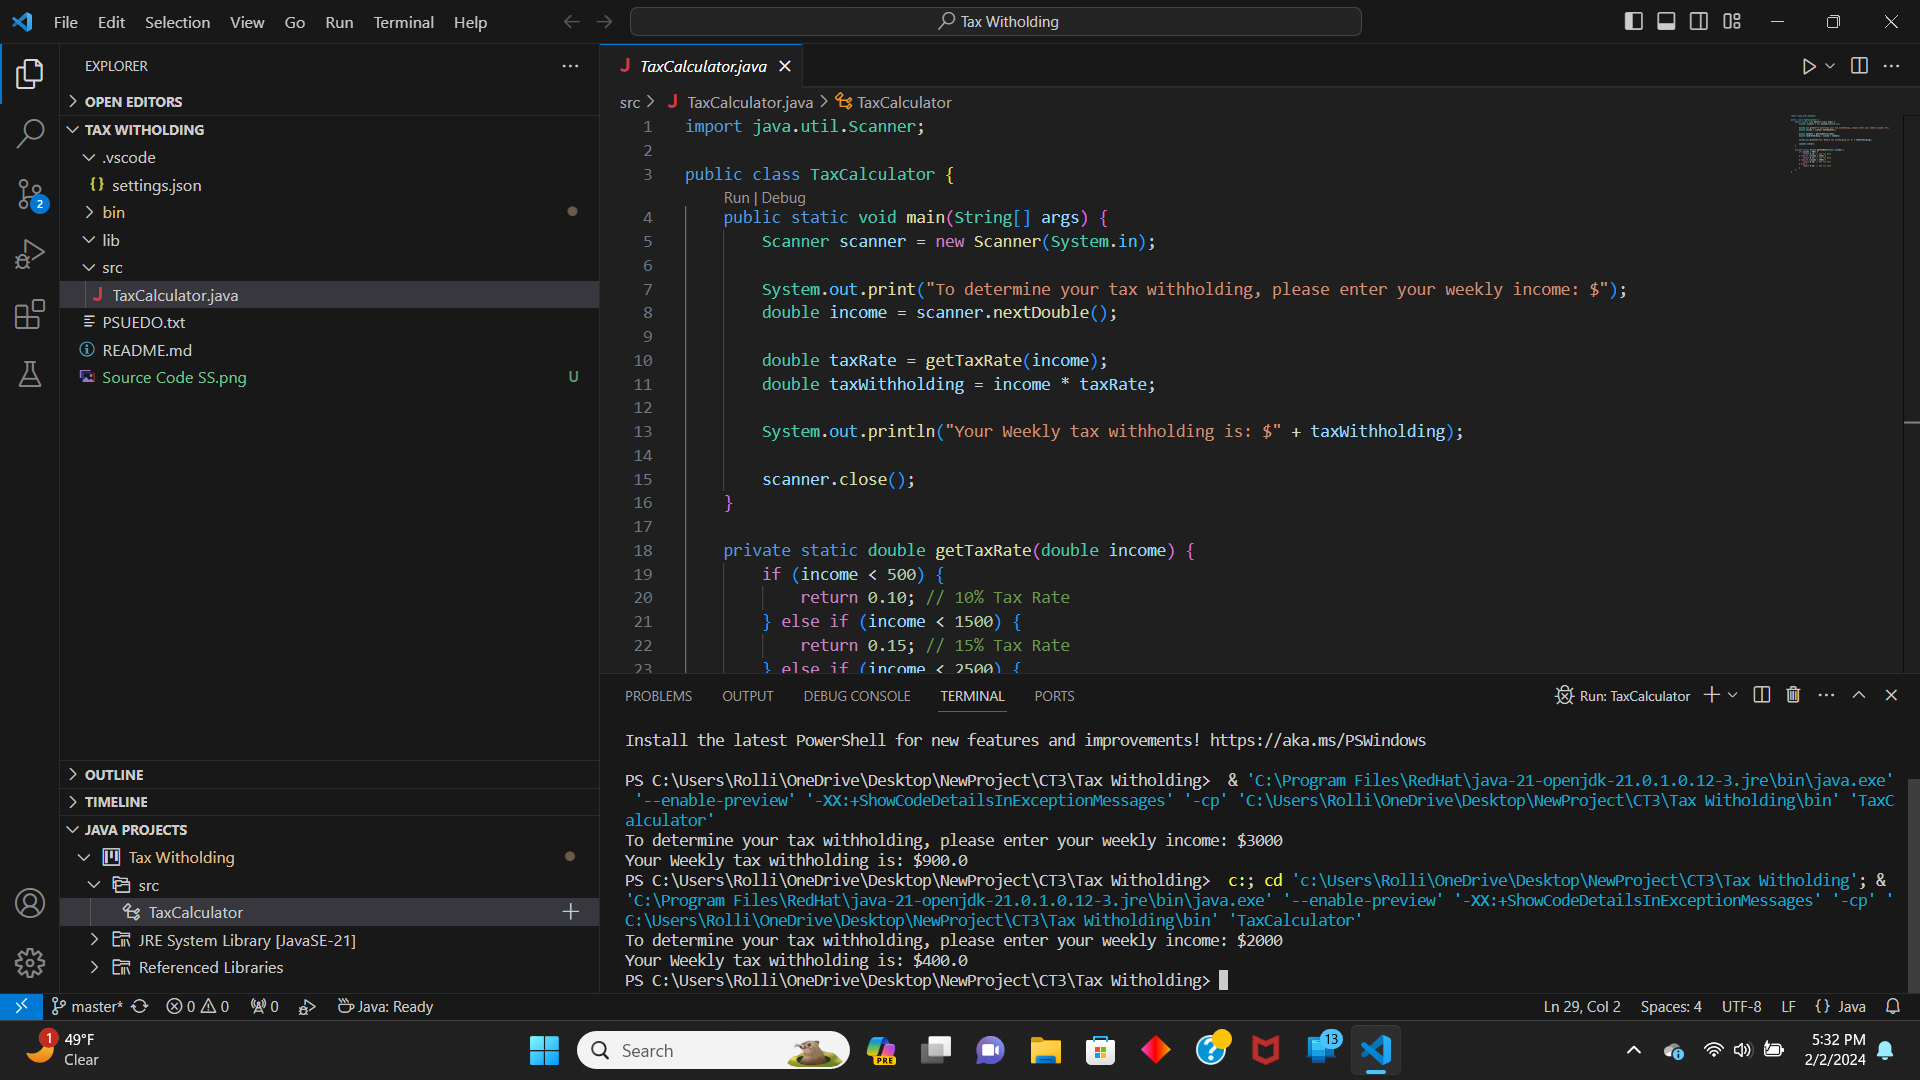 File Edit Selection View Go Run Terminal Help
Tax Witholding
EXPLORER
OPEN EDITORS
TAX WITHOLDING
.vscode
{} settings.json
bin
lib
src
J TaxCalculator.java
PSUEDO.txt
README.md
Source Code SS.png U
2
OUTLINE
TIMELINE
JAVA PROJECTS
Tax Witholding
src
TaxCalculator
JRE System Library [JavaSE-21]
Referenced Libraries
J TaxCalculator.java
src > J TaxCalculator.java > TaxCalculator
1 import java.util.Scanner;
2
3 public class TaxCalculator {
Run | Debug
4 public static void main(String[] args) {
5 Scanner scanner = new Scanner(System.in);
6
7 System.out.print("To determine your tax withholding, please enter your weekly income: $");
8 double income = scanner.nextDouble();
9
10 double taxRate = getTaxRate(income);
11 double taxWithholding = income * taxRate;
12
13 System.out.println("Your Weekly tax withholding is: $" + taxWithholding);
14
15 scanner.close();
16 }
17
18 private static double getTaxRate(double income) {
19 if (income < 500) {
20 return 0.10; // 10% Tax Rate
21 } else if (income < 1500) {
22 return 0.15; // 15% Tax Rate
23 } else if (income < 2500) {
PROBLEMS OUTPUT DEBUG CONSOLE TERMINAL PORTS
Run: TaxCalculator
Install the latest PowerShell for new features and improvements! https://aka.ms/PSWindows
PS C:\Users\Rolli\OneDrive\Desktop\NewProject\CT3\Tax Witholding> & 'C:\Program Files\RedHat\java-21-openjdk-21.0.1.0.12-3.jre\bin\java.exe'
'--enable-preview' '-XX:+ShowCodeDetailsInExceptionMessages' '-cp' 'C:\Users\Rolli\OneDrive\Desktop\NewProject\CT3\Tax Witholding\bin' 'TaxC
alculator'
To determine your tax withholding, please enter your weekly income: $3000
Your Weekly tax withholding is: $900.0
PS C:\Users\Rolli\OneDrive\Desktop\NewProject\CT3\Tax Witholding> c:; cd 'c:\Users\Rolli\OneDrive\Desktop\NewProject\CT3\Tax Witholding'; &
'C:\Program Files\RedHat\java-21-openjdk-21.0.1.0.12-3.jre\bin\java.exe' '--enable-preview' '-XX:+ShowCodeDetailsInExceptionMessages' '-cp' '
C:\Users\Rolli\OneDrive\Desktop\NewProject\CT3\Tax Witholding\bin' 'TaxCalculator'
To determine your tax withholding, please enter your weekly income: $2000
Your Weekly tax withholding is: $400.0
PS C:\Users\Rolli\OneDrive\Desktop\NewProject\CT3\Tax Witholding>
master* 0 0 0 Java: Ready
Ln 29, Col 2 Spaces: 4 UTF-8 LF {} Java
1
49°F
Clear
Search
PRE
13
5:32 PM
2/2/2024